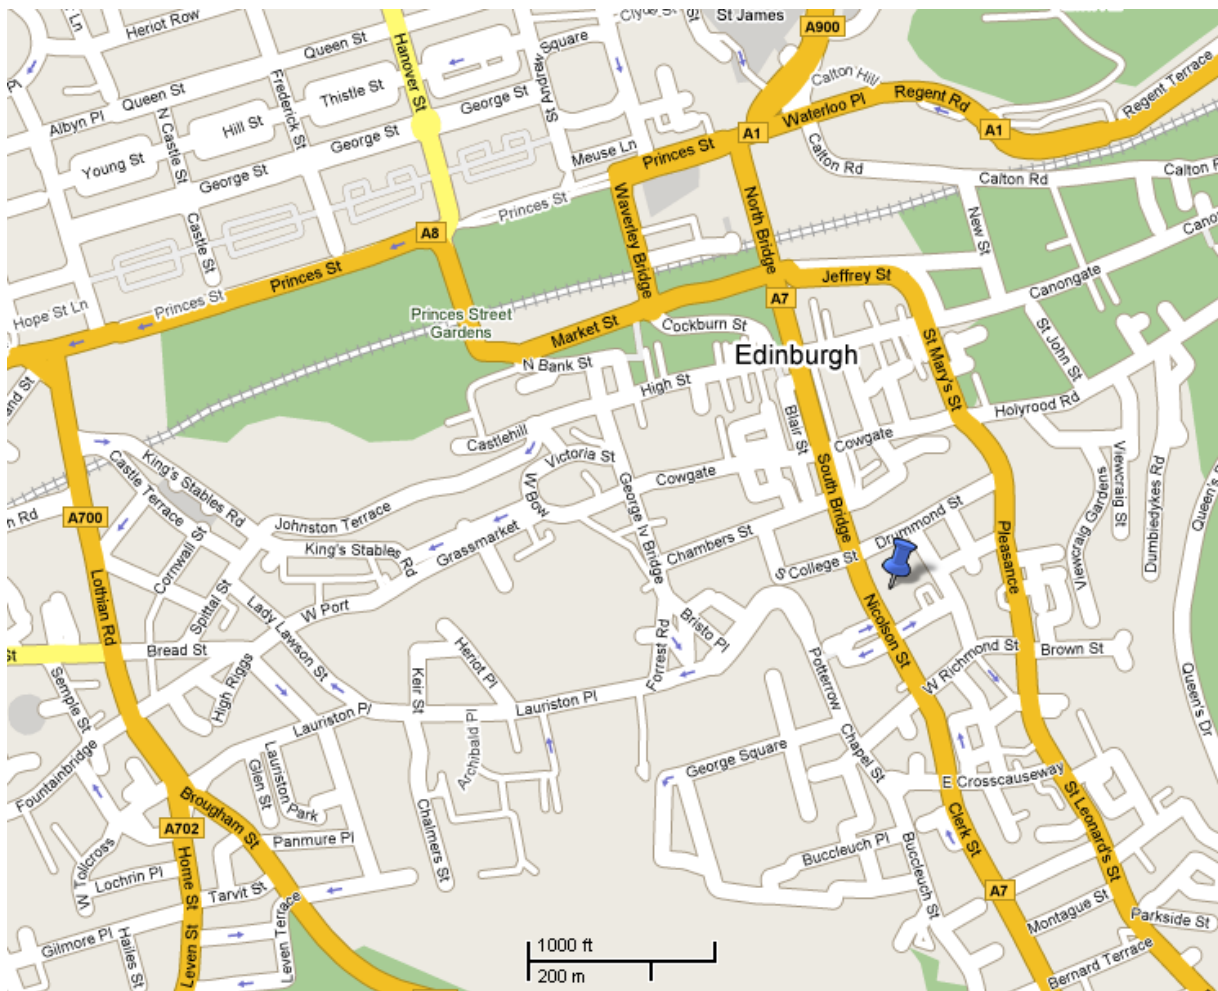 Heriot Row
Clyde St
St James
A900
Queen St
Hanover St
Square
Calton Hill
Regent Terrace
Queen St
Thistle St
Frederick St
George St
St Andrew
Waterloo Pl
Regent Rd
Albyn Pl
N Castle St
Hill St
George St
A1
A1
Young St
George St
Meuse Ln
Princes St
Calton Rd
Calton Rd
Castle St
Princes St
Waverley Bridge
North Bridge
New St
A8
Princes St
Jeffrey St
Canongate
Hope St Ln
Princes St
A7
Princes Street
Gardens
Market St
Cockburn St
St Mary's St
St John St
Edinburgh
N Bank St
High St
Holyrood Rd
Blair St
Castlehill
Cowgate
King's Stables Rd
Castle Terrace
Victoria St
Cowgate
South Bridge
Viewcraig St
Viewcraig Gardens
Dumbiedykes Rd
Queen's
W Bow
George Iv Bridge
A700
n Rd
Johnston Terrace
Grassmarket
Chambers St
Drummond St
Pleasance
Cornwall St
King's Stables Rd
S College St
Lothian Rd
Spittal St
Lady Lawson St
W Port
Nicolson St
Bristo Pl
St
Bread St
Heriot Pl
Forrest Rd
Potterrow
W Richmond St
Brown St
Semple St
High Riggs
Keir St
Lauriston Pl
Queen's Dr
Lauriston Pl
Archibald Pl
Fountainbridge
Glen St
Lauriston Park
George Square
Chapel St
E Crosscauseway
Brougham St
Chalmers St
St Leonard's St
Clerk St
A702
Panmure Pl
Buccleuch Pl
W Tollcross
Lochrin Pl
Home St
Tarvit St
Buccleuch St
A7
Montague St
Parkside St
Gilmore Pl
Hailes St
Leven St
Leven Terrace
Bernard Terrace
1000 ft
200 m